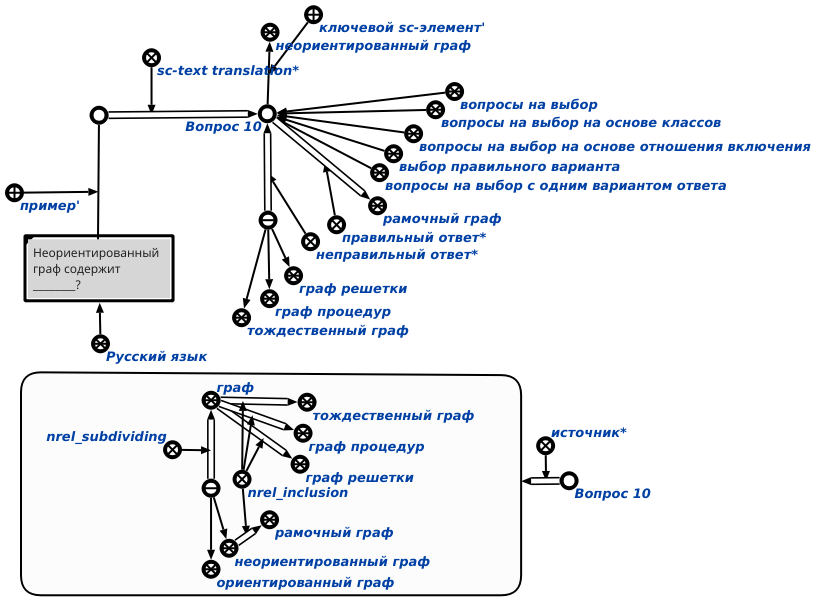 ключевой sc-элемент'
неориентированный граф
sc-text translation*
вопросы на выбор
вопросы на выбор на основе классов
Вопрос 10
вопросы на выбор на основе отношения включения
выбор правильного варианта
вопросы на выбор с одним вариантом ответа
пример'
рамочный граф
правильный ответ*
неправильный ответ*
Неориентированный
граф содержит
_______?
граф решетки
граф процедур
тождественный граф
Русский язык
граф
тождественный граф
nrel_subdividing
источник*
граф процедур
граф решетки
nrel_inclusion
Вопрос 10
рамочный граф
неориентированный граф
ориентированный граф